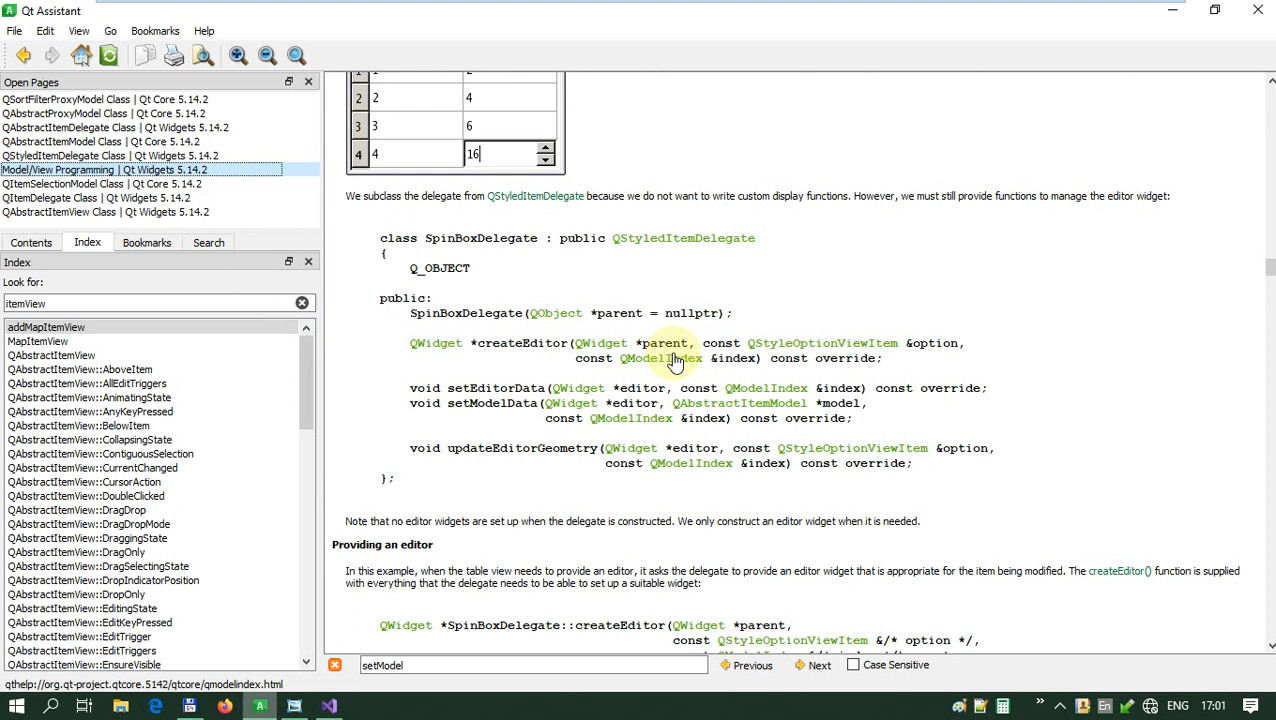 Qt Assistant
File Edit View Go Bookmarks Help
Open Pages
QSortFilterProxyModel Class | Qt Core 5.14.2
QAbstractProxyModel Class | Qt Core 5.14.2
QAbstractItemDelegate Class | Qt Widgets 5.14.2
QAbstractItemModel Class | Qt Core 5.14.2
QStyledItemDelegate Class | Qt Widgets 5.14.2
Model/View Programming | Qt Widgets 5.14.2
QItemSelectionModel Class | Qt Core 5.14.2
QItemDelegate Class | Qt Widgets 5.14.2
QAbstractItemView Class | Qt Widgets 5.14.2
Contents Index Bookmarks Search
Index
Look for:
itemView
addMapItemView
MapItemView
QAbstractItemView
QAbstractItemView::AboveItem
QAbstractItemView::AllEditTriggers
QAbstractItemView::AnimatingState
QAbstractItemView::AnyKeyPressed
QAbstractItemView::BelowItem
QAbstractItemView::CollapsingState
QAbstractItemView::ContiguousSelection
QAbstractItemView::CurrentChanged
QAbstractItemView::CursorAction
QAbstractItemView::DoubleClicked
QAbstractItemView::DragDrop
QAbstractItemView::DragDropMode
QAbstractItemView::DraggingState
QAbstractItemView::DragOnly
QAbstractItemView::DragSelectingState
QAbstractItemView::DropIndicatorPosition
QAbstractItemView::DropOnly
QAbstractItemView::EditingState
QAbstractItemView::EditKeyPressed
QAbstractItemView::EditTrigger
QAbstractItemView::EditTriggers
QAbstractItemView::EnsureVisible
2 2 4
3 3 6
4 4 16
We subclass the delegate from QStyledItemDelegate because we do not want to write custom display functions. However, we must still provide functions to manage the editor widget:
class SpinBoxDelegate : public QStyledItemDelegate
{
Q_OBJECT
public:
SpinBoxDelegate(QObject *parent = nullptr);
QWidget *createEditor(QWidget *parent, const QStyleOptionViewItem &option,
const QModelIndex &index) const override;
void setEditorData(QWidget *editor, const QModelIndex &index) const override;
void setModelData(QWidget *editor, QAbstractItemModel *model,
const QModelIndex &index) const override;
void updateEditorGeometry(QWidget *editor, const QStyleOptionViewItem &option,
const QModelIndex &index) const override;
};
Note that no editor widgets are set up when the delegate is constructed. We only construct an editor widget when it is needed.
Providing an editor
In this example, when the table view needs to provide an editor, it asks the delegate to provide an editor widget that is appropriate for the item being modified. The createEditor() function is supplied
with everything that the delegate needs to be able to set up a suitable widget:
QWidget *SpinBoxDelegate::createEditor(QWidget *parent,
const QStyleOptionViewItem &/* option */,
setModel Previous Next Case Sensitive
qthelp://org.qt-project.qtcore.5142/qtcore/qmodelindex.html
En ENG 17:01